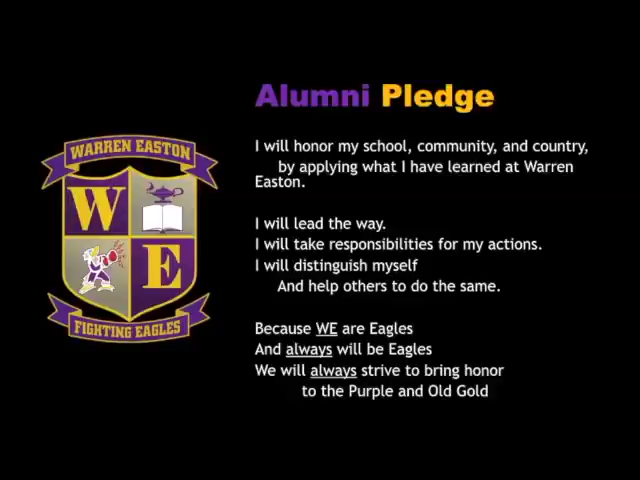 Alumni Pledge
WARREN EASTON
W
E
FIGHTING EAGLES
I will honor my school, community, and country,
by applying what I have learned at Warren
Easton.
I will lead the way.
I will take responsibilities for my actions.
I will distinguish myself
And help others to do the same.
Because WE are Eagles
And always will be Eagles
We will always strive to bring honor
to the Purple and Old Gold